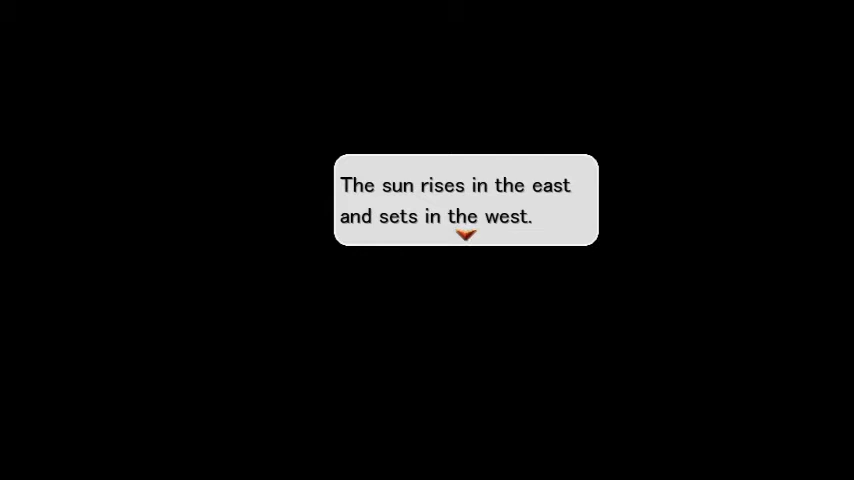 The sun rises in the east
and sets in the west.